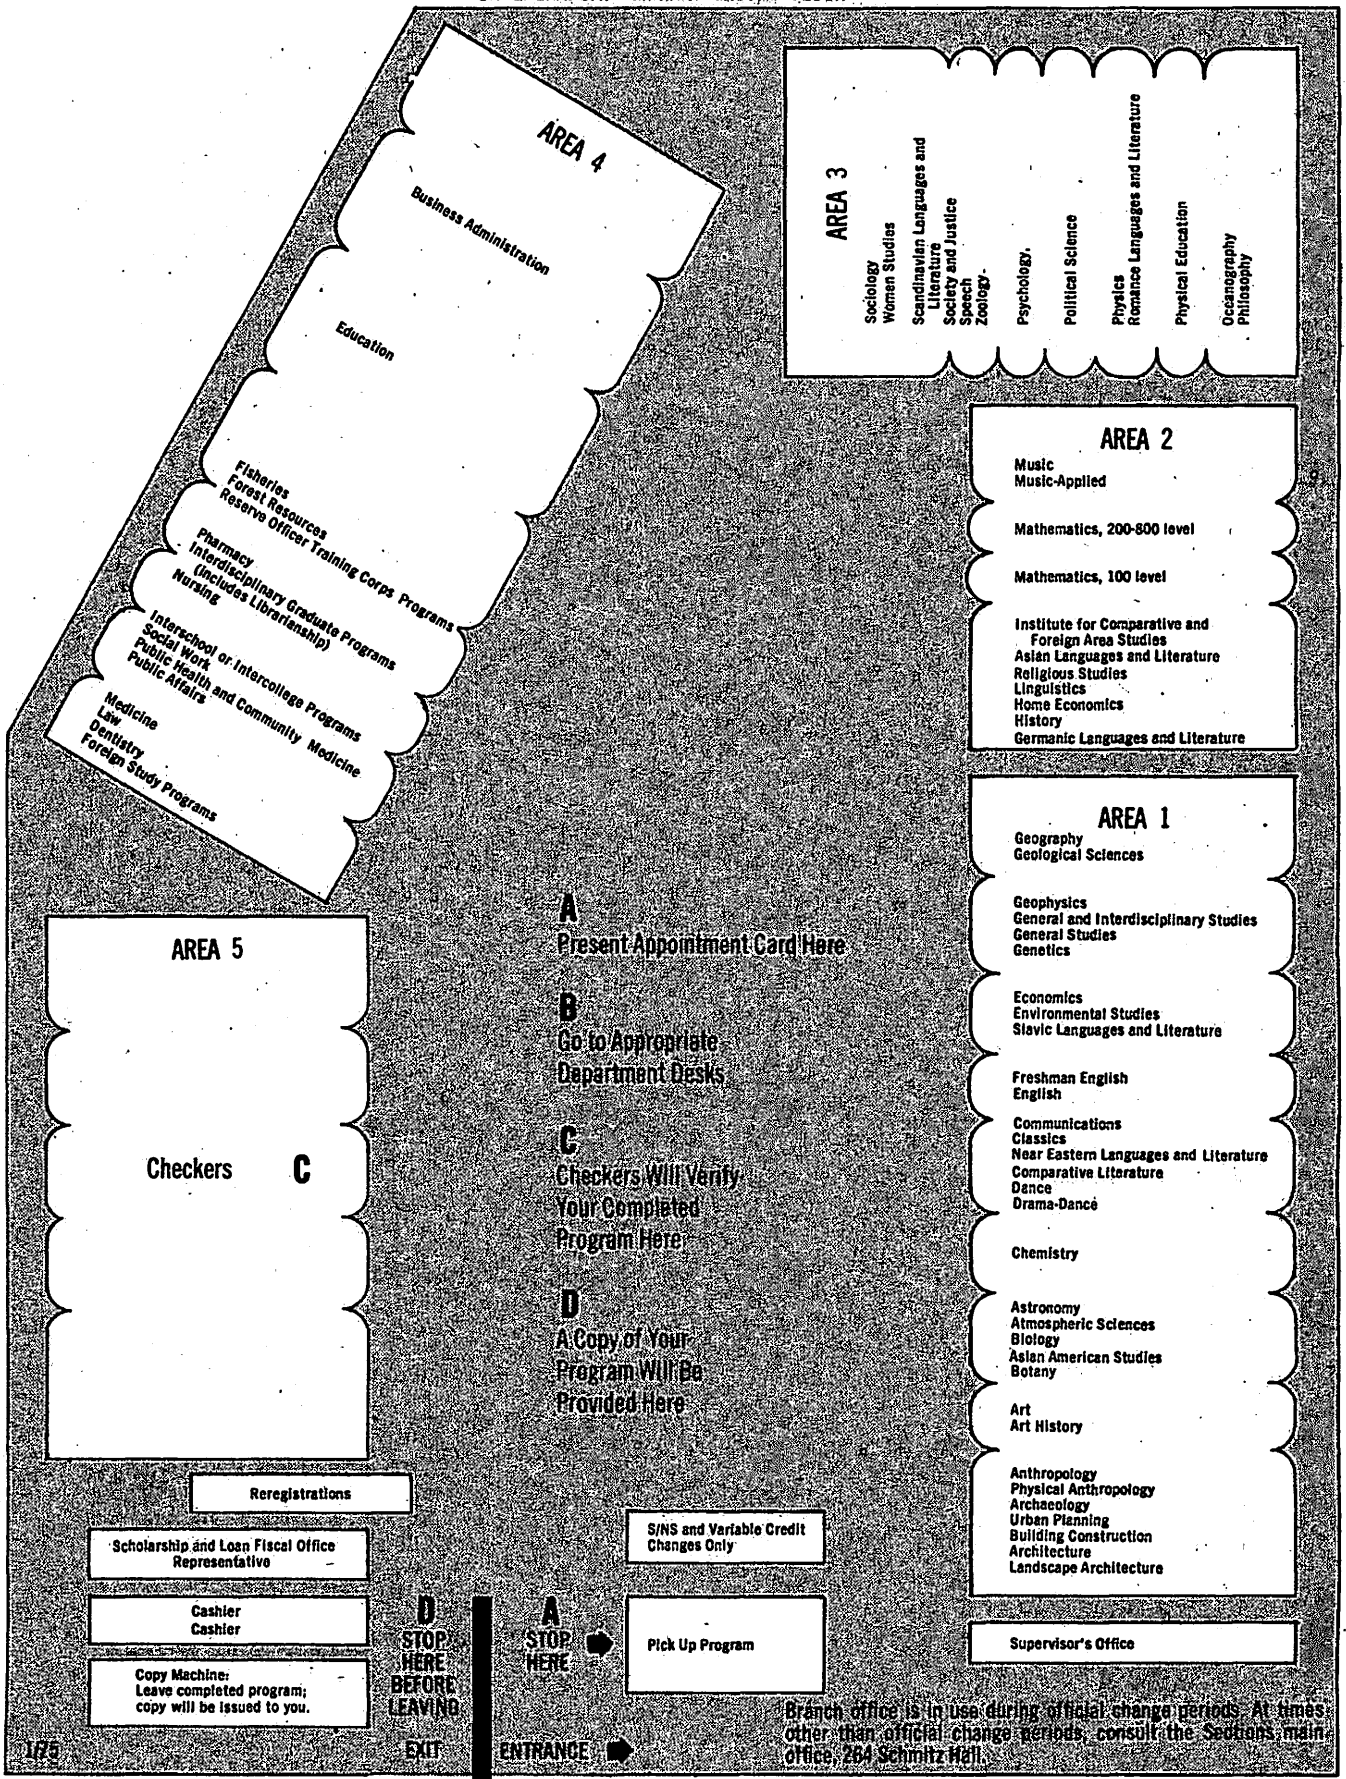 AREA 4
Business Administration
Education
Fisheries
Forest Resources
Reserve Officer Training Corps Programs
Pharmacy
Interdisciplinary Graduate Programs
(includes Librarianship)
Nursing
Interschool or Intercollege Programs
Social Work
Public Health and Community Medicine
Public Affairs
Medicine
Law
Dentistry
Foreign Study Programs
AREA 3
Sociology
Women Studies
Scandinavian Languages and
Literature
Society and Justice
Speech
Zoology
Psychology
Political Science
Physics
Romance Languages and Literature
Physical Education
Oceanography
Philosophy
AREA 2
Music
Music-Applied
Mathematics, 200-800 level
Mathematics, 100 level
Institute for Comparative and
Foreign Area Studies
Asian Languages and Literature
Religious Studies
Linguistics
Home Economics
History
Germanic Languages and Literature
AREA 1
Geography
Geological Sciences
Geophysics
General and Interdisciplinary Studies
General Studies
Genetics
Economics
Environmental Studies
Slavic Languages and Literature
Freshman English
English
Communications
Classics
Near Eastern Languages and Literature
Comparative Literature
Dance
Drama-Dance
Chemistry
Astronomy
Atmospheric Sciences
Biology
Asian American Studies
Botany
Art
Art History
Anthropology
Physical Anthropology
Archaeology
Urban Planning
Building Construction
Architecture
Landscape Architecture
Supervisor's Office
A
Present Appointment Card Here
B
Go to Appropriate
Department Desks
C
Checkers Will Verify
Your Completed
Program Here
D
A Copy of Your
Program Will Be
Provided Here
AREA 5
Checkers C
Reregistrations
Scholarship and Loan Fiscal Office
Representative
Cashier
Cashier
Copy Machine:
Leave completed program;
copy will be issued to you.
D
STOP
HERE
BEFORE
LEAVING
EXIT
A
STOP
HERE
ENTRANCE
S/NS and Variable Credit
Changes Only
Pick Up Program
Branch office is in use during official change periods. At times
other than official change periods, consult the Sections main
office, 264 Schmitz Hall.
1/75